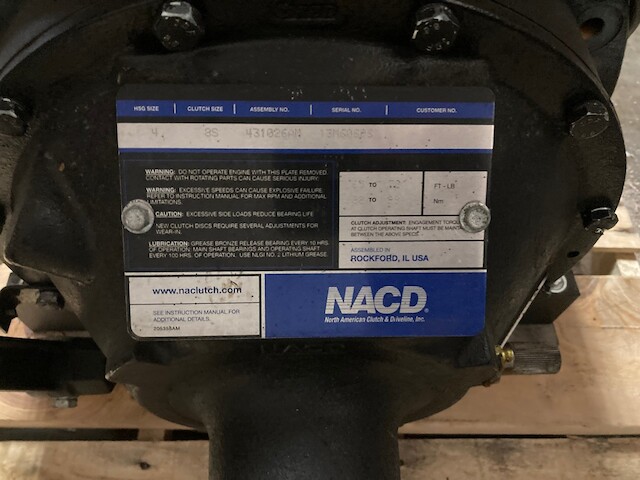 HSG SIZE CLUTCH SIZE ASSEMBLY NO. SERIAL NO. CUSTOMER NO.
4 8S 431026AM
WARNING: DO NOT OPERATE ENGINE WITH THIS PLATE REMOVED.
CONTACT WITH ROTATING PARTS CAN CAUSE SERIOUS INJURY.
WARNING: EXCESSIVE SPEEDS CAN CAUSE EXPLOSIVE FAILURE
REFER TO INSTRUCTION MANUAL FOR MAX RPM AND ADDITIONAL
LIMITATIONS.
CAUTION: EXCESSIVE SIDE LOADS REDUCE BEARING LIFE
NEW CLUTCH DISCS REQUIRE SEVERAL ADJUSTMENTS FOR
WEAR-IN.
LUBRICATION: GREASE BRONZE RELEASE BEARING EVERY 10 HRS.
OF OPERATION; MAIN SHAFT BEARINGS AND OPERATING SHAFT
EVERY 100 HRS. OF OPERATION. USE NLGI NO. 2 LITHIUM GREASE.
TO FT - LB
TO Nm
CLUTCH ADJUSTMENT: ENGAGEMENT TORQUE
AT CLUTCH OPERATING SHAFT MUST BE MAINT
BETWEEN THE ABOVE SPECS
ASSEMBLED IN
ROCKFORD, IL USA
www.naclutch.com
SEE INSTRUCTION MANUAL FOR
ADDITIONAL DETAILS.
209358AM
NACD
North American Clutch & Driveline, Inc.